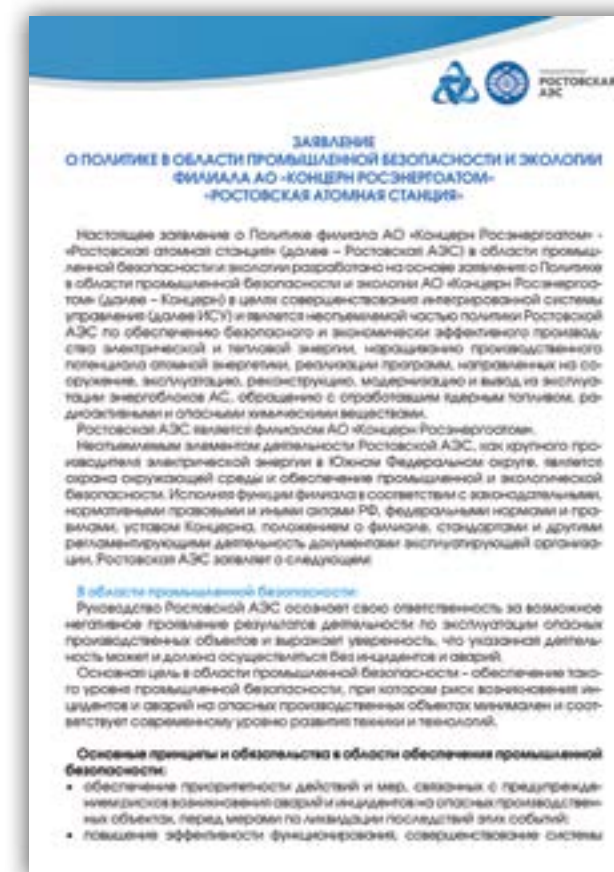 РОСТОВСКАЯ
АЭС
ЗАЯВЛЕНИЕ
О ПОЛИТИКЕ В ОБЛАСТИ ПРОМЫШЛЕННОЙ БЕЗОПАСНОСТИ И ЭКОЛОГИИ
ФИЛИАЛА АО «КОНЦЕРН РОСЭНЕРГОАТОМ»
«РОСТОВСКАЯ АТОМНАЯ СТАНЦИЯ»
Настоящее заявление о Политике филиала АО «Концерн Росэнергоатом» -
«Ростовская атомная станция» (далее – Ростовская АЭС) в области промыш-
ленной безопасности и экологии разработано на основе заявления о Политике
в области промышленной безопасности и экологии АО «Концерн Росэнергоа-
том» (далее – Концерн) в целях совершенствования интегрированной системы
управления (далее ИСУ) и является неотъемлемой частью политики Ростовской
АЭС по обеспечению безопасного и экономически эффективного производ-
ства электрической и тепловой энергии, наращиванию производственного
потенциала атомной энергетики, реализации программ, направленных на со-
оружение, эксплуатацию, реконструкцию, модернизацию и вывод из эксплуа-
тации энергоблоков АС, обращению с отработавшим ядерным топливом, ра-
диоактивными и опасными химическими веществами.
Ростовская АЭС является филиалом АО «Концерн Росэнергоатом».
Неотъемлемым элементом деятельности Ростовской АЭС, как крупного про-
изводителя электрической энергии в Южном Федеральном округе, является
охрана окружающей среды и обеспечение промышленной и экологической
безопасности. Исполняя функции филиала в соответствии с законодательными,
нормативными правовыми и иными актами РФ, федеральными нормами и пра-
вилами, уставом Концерна, положением о филиале, стандартами и другими
регламентирующими деятельность документами эксплуатирующей организа-
ции, Ростовская АЭС заявляет о следующем:
В области промышленной безопасности:
Руководство Ростовской АЭС осознает свою ответственность за возможное
негативное проявление результатов деятельности по эксплуатации опасных
производственных объектов и выражает уверенность, что указанная деятель-
ность может и должна осуществляться без инцидентов и аварий.
Основная цель в области промышленной безопасности – обеспечение тако-
го уровня промышленной безопасности, при котором риск возникновения ин-
цидентов и аварий на опасных производственных объектах минимален и соот-
ветствует современному уровню развития техники и технологий.
Основные принципы и обязательства в области обеспечения промышленной
безопасности:
• обеспечение приоритетности действий и мер, связанных с предупрежде-
нием рисков возникновения аварий и инцидентов на опасных производствен-
ных объектах, перед мерами по ликвидации последствий этих событий;
• повышение эффективности функционирования, совершенствование системы